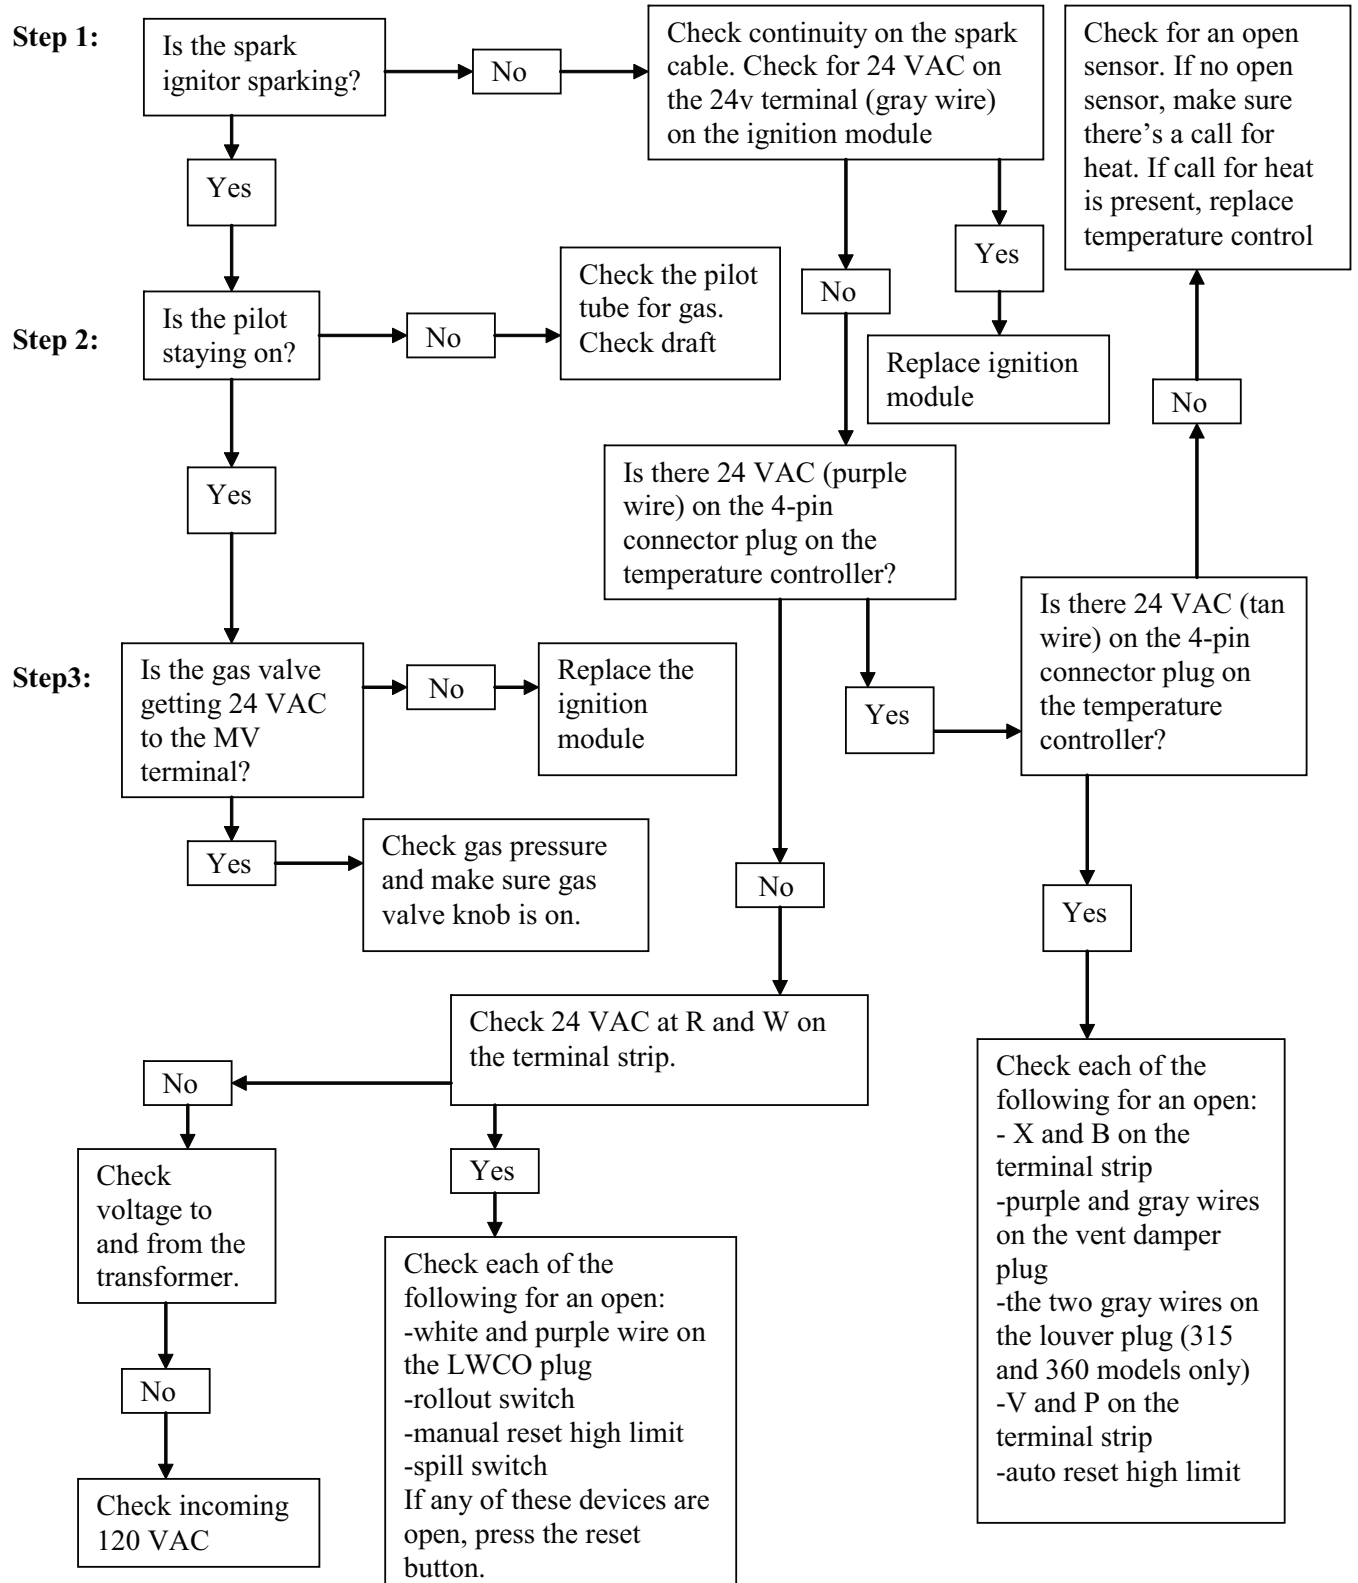 Step 1:
Is the spark
ignitor sparking?
No
Check continuity on the spark
cable. Check for 24 VAC on
the 24v terminal (gray wire)
on the ignition module
Check for an open
sensor. If no open
sensor, make sure
there's a call for
heat. If call for heat
is present, replace
temperature control
Yes
Yes
No
Step 2:
Is the pilot
staying on?
No
Check the pilot
tube for gas.
Check draft
Replace ignition
module
No
Yes
Is there 24 VAC (purple
wire) on the 4-pin
connector plug on the
temperature controller?
Is there 24 VAC (tan
wire) on the 4-pin
connector plug on
the temperature
controller?
Step3:
Is the gas valve
getting 24 VAC
to the MV
terminal?
No
Replace the
ignition
module
Yes
Yes
Check gas pressure
and make sure gas
valve knob is on.
No
Yes
Check 24 VAC at R and W on
the terminal strip.
No
Yes
Check
voltage to
and from the
transformer.
No
Check incoming
120 VAC
Check each of the
following for an open:
-white and purple wire on
the LWCO plug
-rollout switch
-manual reset high limit
-spill switch
If any of these devices are
open, press the reset
button.
Check each of the
following for an open:
- X and B on the
terminal strip
-purple and gray wires
on the vent damper
plug
-the two gray wires on
the louver plug (315
and 360 models only)
-V and P on the
terminal strip
-auto reset high limit